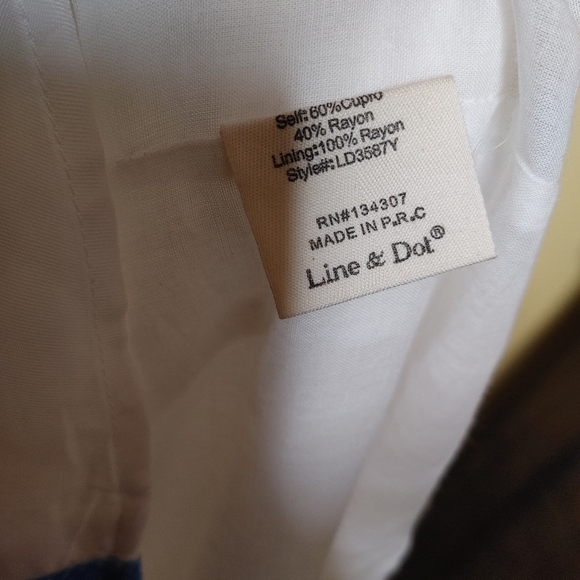 Self:60%Cupro
40% Rayon
Lining:100% Rayon
Style#:LD3587Y
RN#134307
MADE IN P.R.C
Line & Dot®